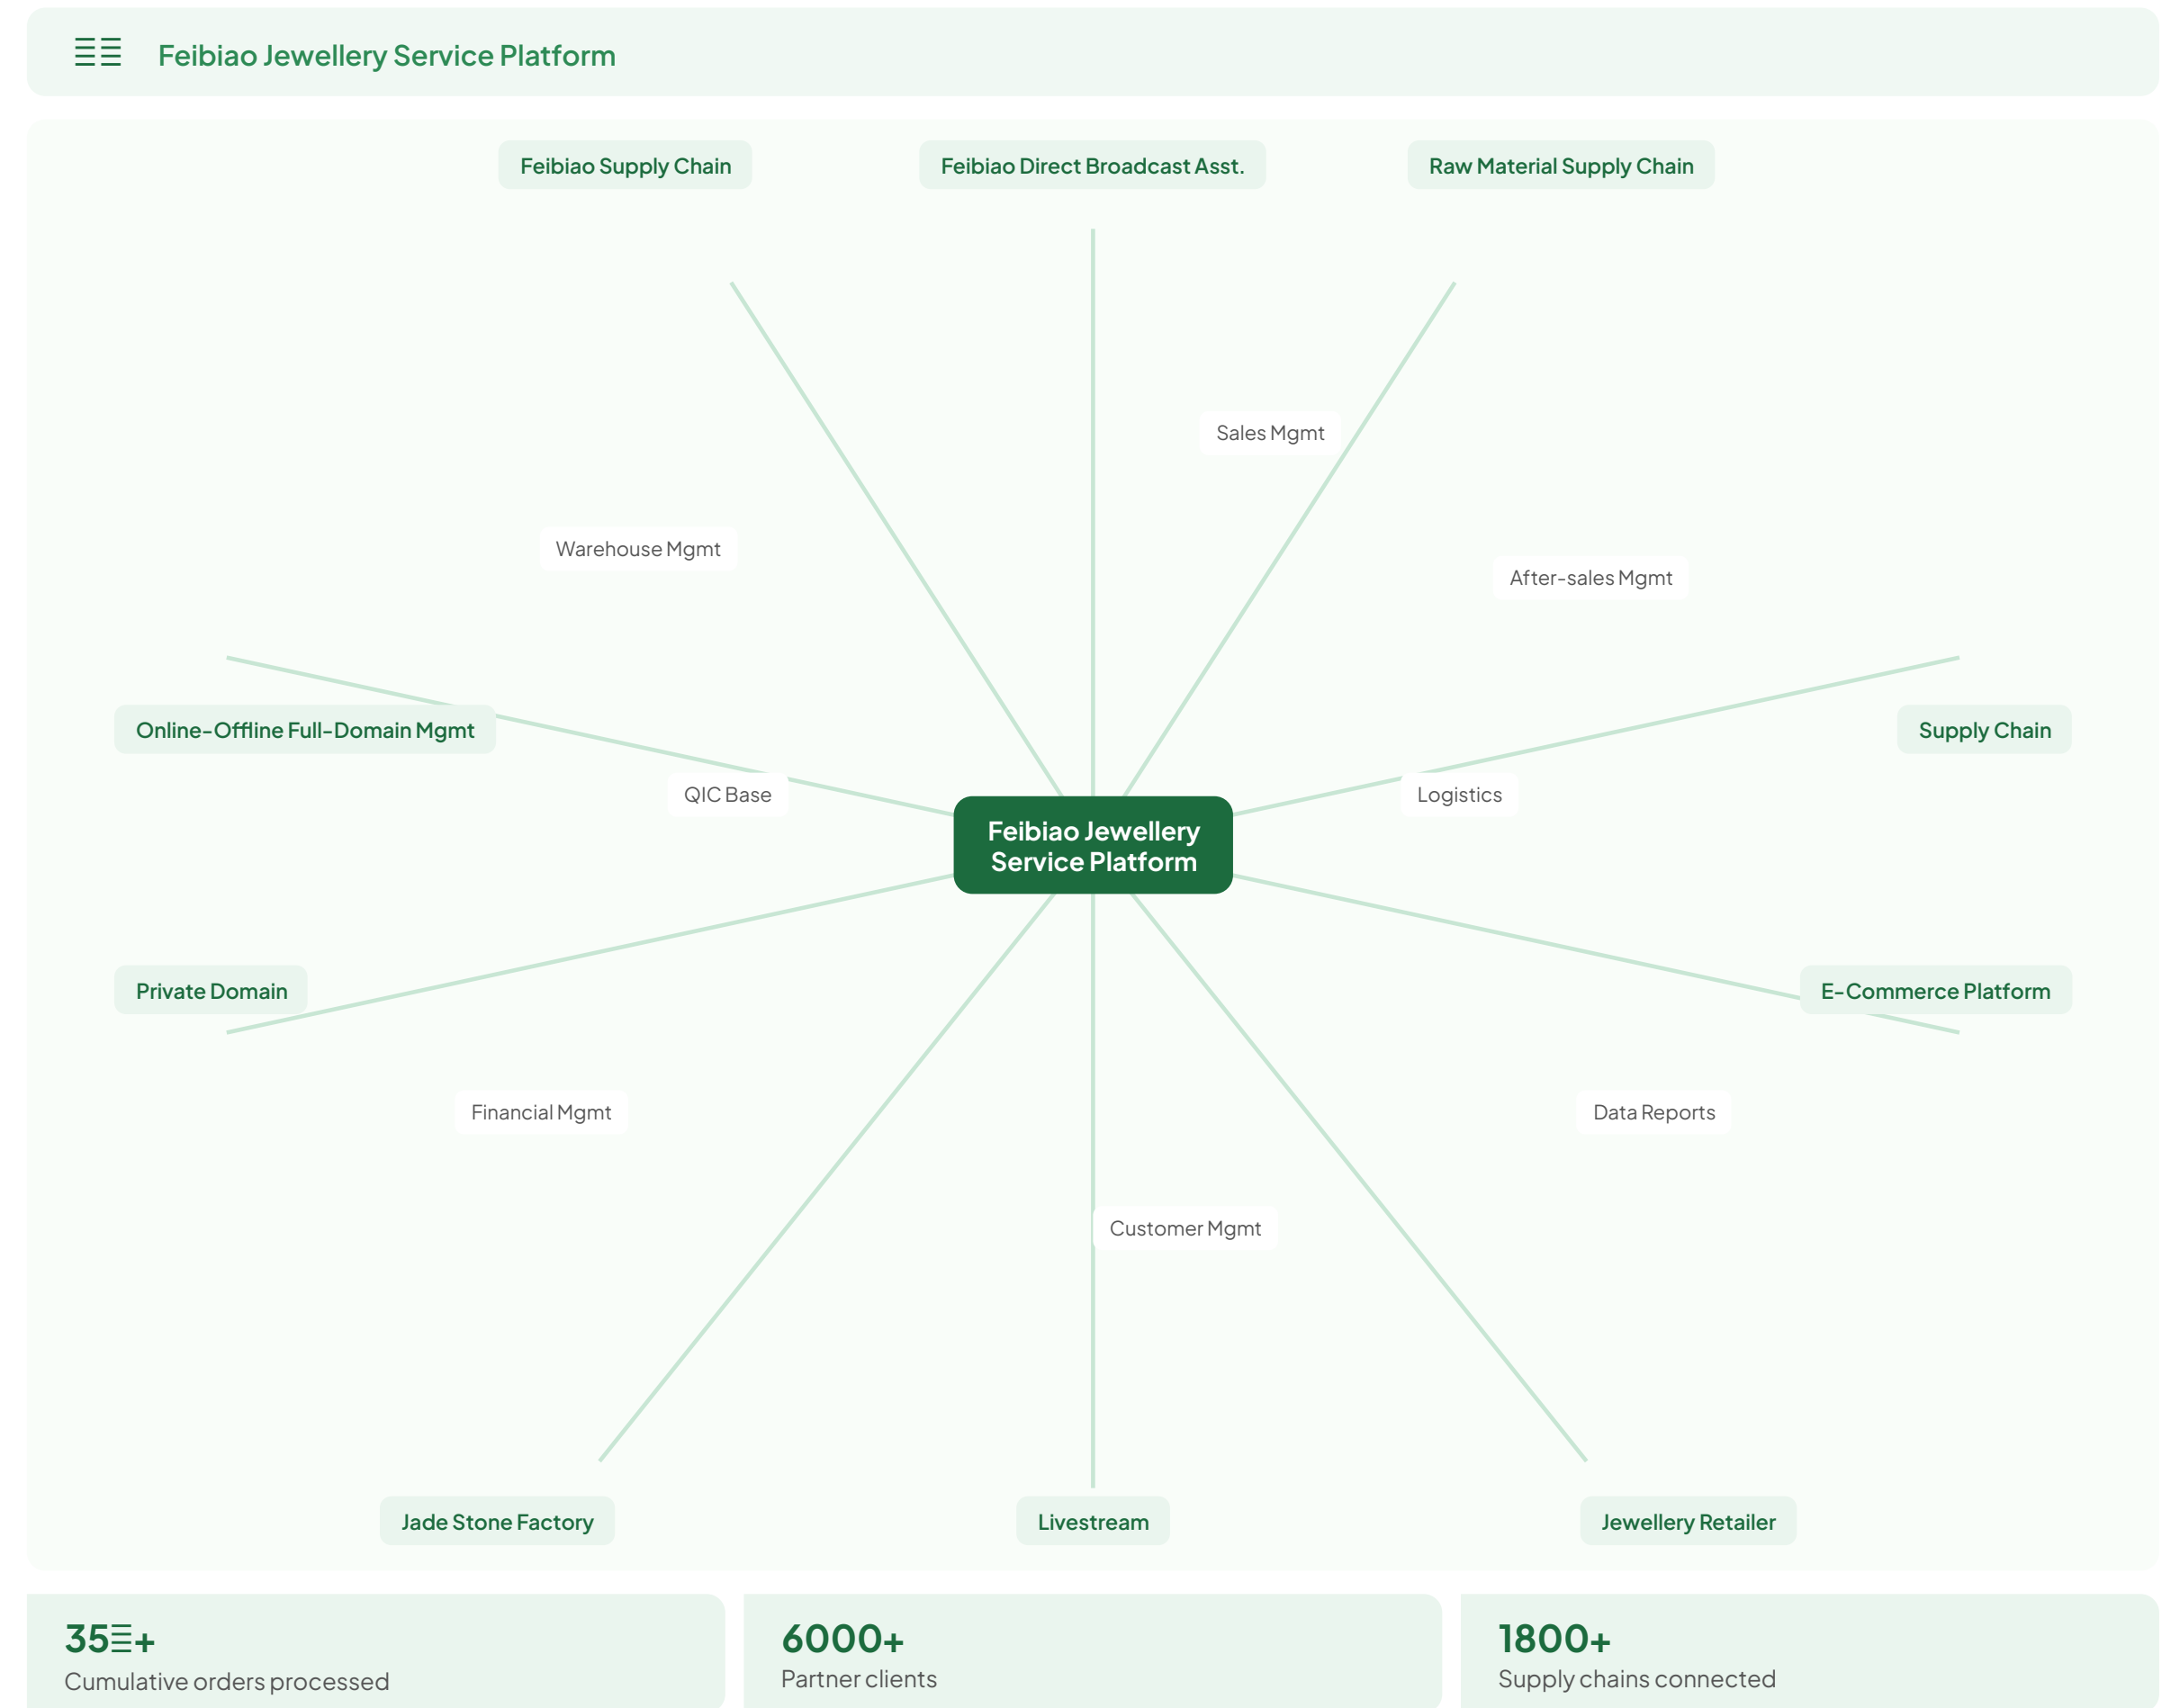 Feibiao Jewellery Service Platform
Feibiao Supply Chain
Feibiao Direct Broadcast Asst.
Raw Material Supply Chain
Sales Mgmt
Warehouse Mgmt
After-sales Mgmt
Online-Offline Full-Domain Mgmt
Supply Chain
QIC Base
Logistics
Feibiao Jewellery
Service Platform
Private Domain
E-Commerce Platform
Financial Mgmt
Data Reports
Customer Mgmt
Jade Stone Factory
Livestream
Jewellery Retailer
35 +
Cumulative orders processed
6000+
Partner clients
1800+
Supply chains connected